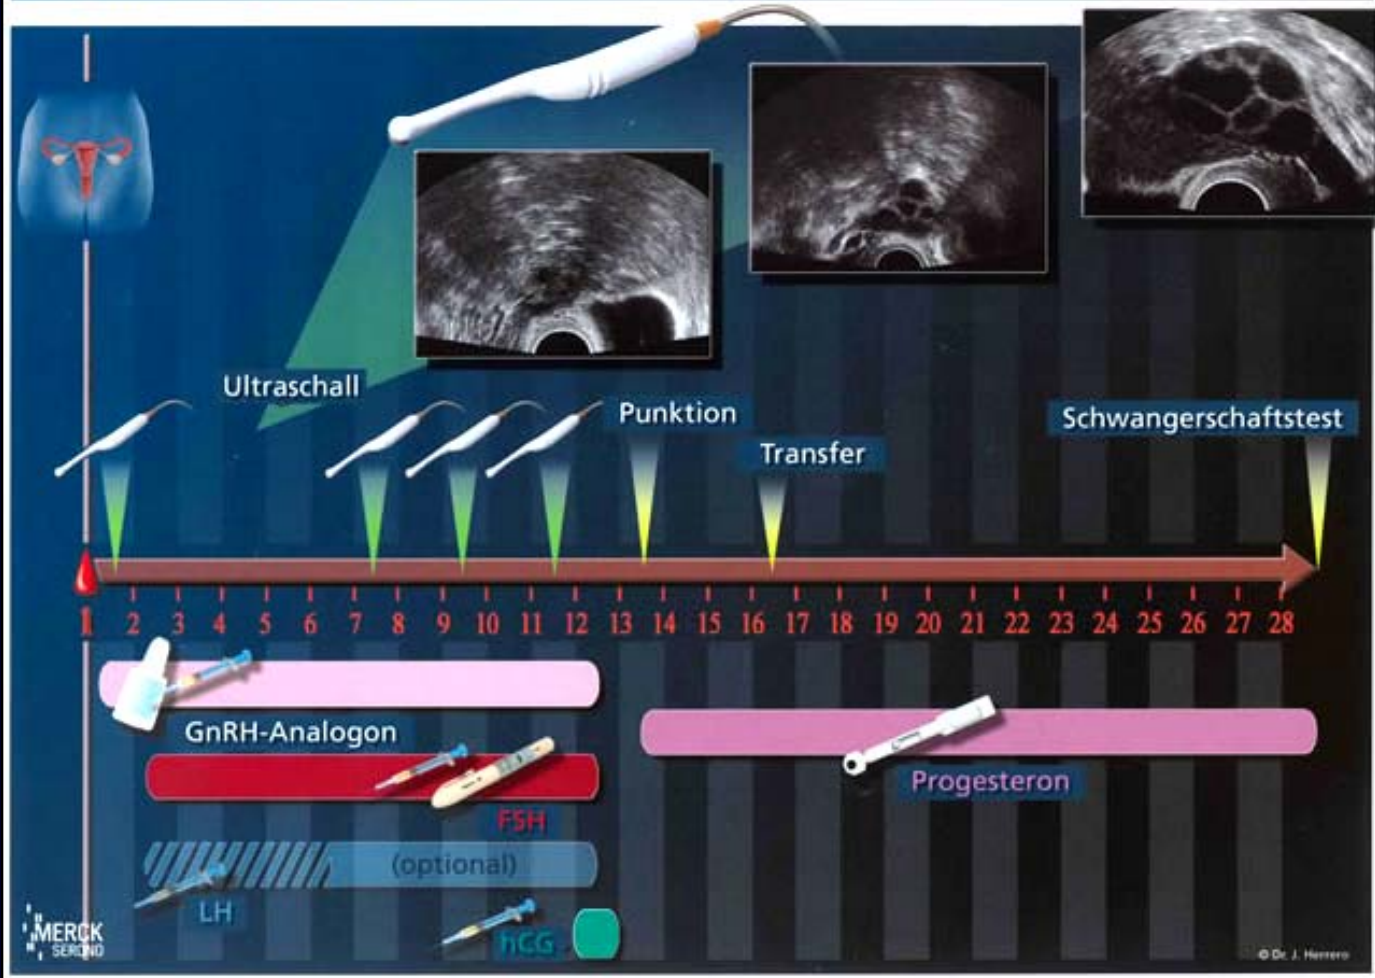 Ultraschall
Punktion
Transfer
Schwangerschaftstest
1 2 3 4 5 6 7 8 9 10 11 12 13 14 15 16 17 18 19 20 21 22 23 24 25 26 27 28
GnRH-Analogon
FSH
Progesteron
(optional)
LH
hCG
MERCK
SERONO
© Dr. J. Herrero